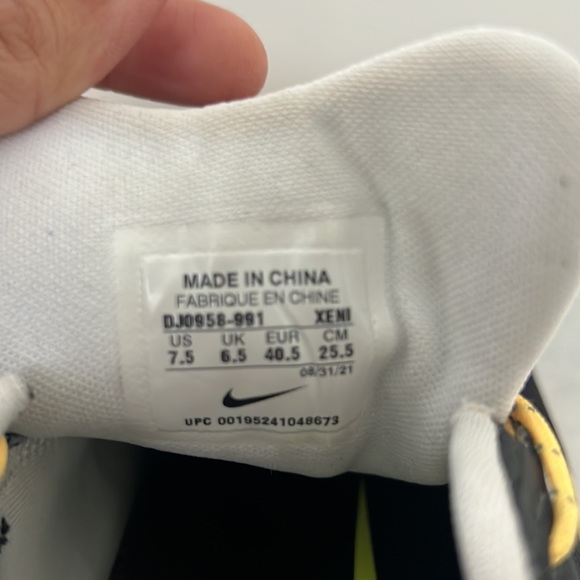 MADE IN CHINA
FABRIQUE EN CHINE
DJ0958-991 XENI
US UK EUR CM
7.5 6.5 40.5 25.5
08/31/21
UPC 00195241048673